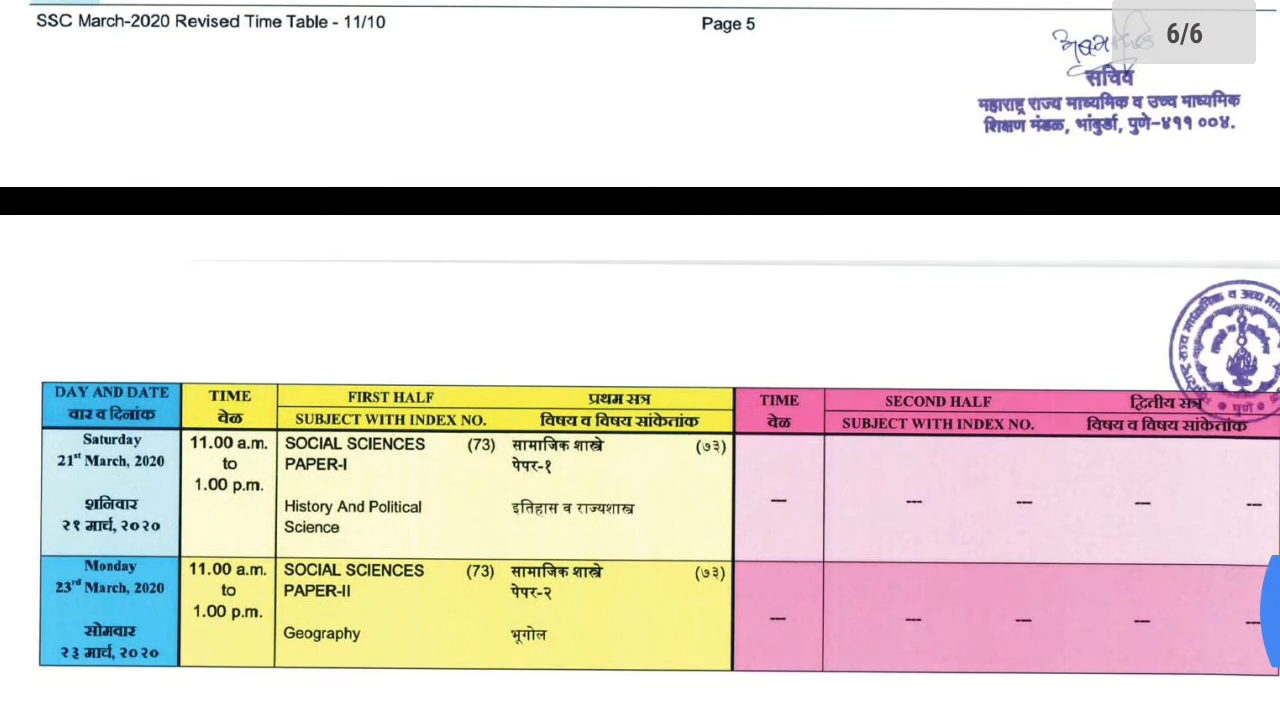 SSC March-2020 Revised Time Table - 11/10
Page 5
6/6
सचिव
महाराष्ट्र राज्य माध्यमिक व उच्च माध्यमिक
शिक्षण मंडळ, भांबुर्डा, पुणे-४११ ००४.
DAY AND DATE TIME FIRST HALF प्रथम सत्र TIME SECOND HALF द्वितीय सत्र
वार व दिनांक वेळ SUBJECT WITH INDEX NO. विषय व विषय सांकेतांक वेळ SUBJECT WITH INDEX NO. विषय व विषय सांकेतांक
पुणे
Saturday 11.00 a.m. SOCIAL SCIENCES (73) सामाजिक शास्त्रे (७३)
21st March, 2020 to PAPER-I पेपर-१
1.00 p.m.
शनिवार History And Political इतिहास व राज्यशास्त्र --- --- --- --- ---
२१ मार्च, २०२० Science
Monday 11.00 a.m. SOCIAL SCIENCES (73) सामाजिक शास्त्रे (७३)
23rd March, 2020 to PAPER-II पेपर-२
1.00 p.m. --- --- --- --- ---
सोमवार Geography भूगोल
२३ मार्च, २०२०